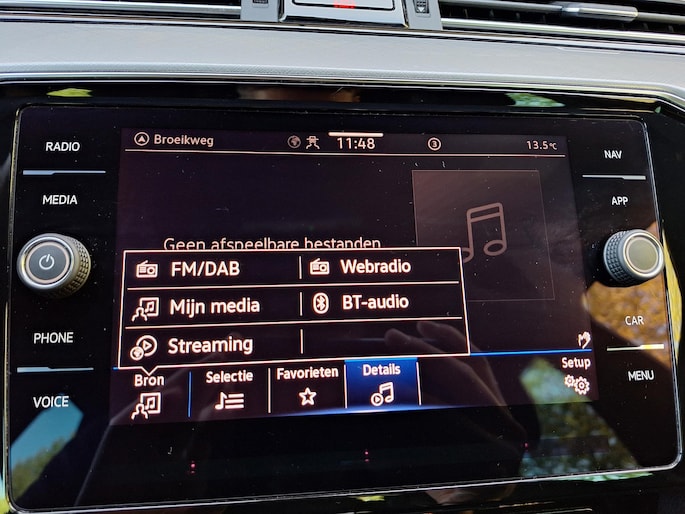 RADIO
MEDIA
PHONE
VOICE
Broeikweg
11:48
3
13.5°C
Geen afspeelbare bestanden
FM/DAB
Webradio
Mijn media
BT-audio
Streaming
Bron
Selectie
Favorieten
Details
Setup
NAV
APP
CAR
MENU